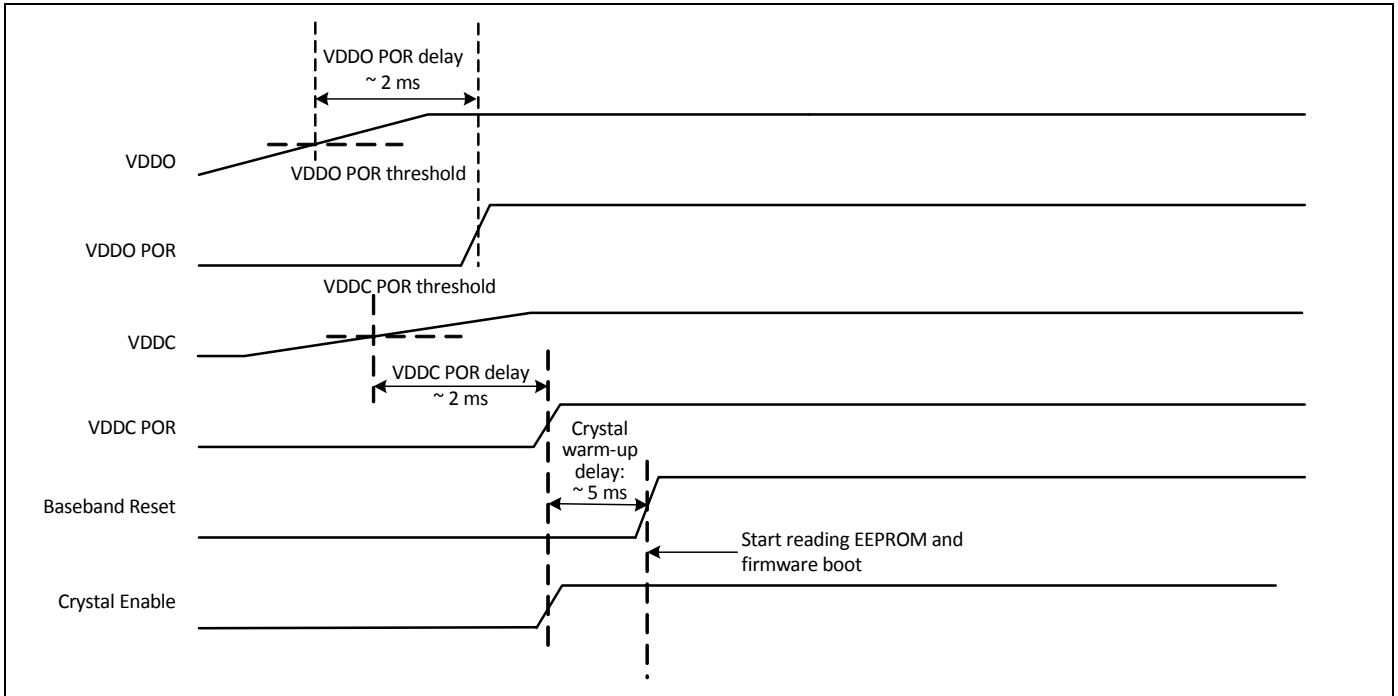 VDDO POR delay
~ 2 ms
VDDO
VDDO POR threshold
VDDO POR
VDDC POR threshold
VDDC
VDDC POR delay
~ 2 ms
VDDC POR
Crystal
warm-up
delay:
~ 5 ms
Baseband Reset
Start reading EEPROM and
firmware boot
Crystal Enable